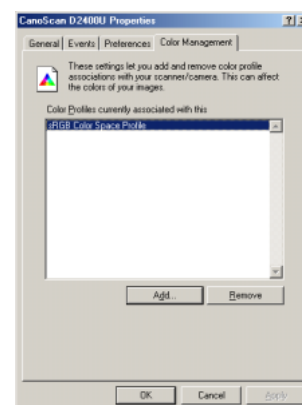 CanoScan D2400U Properties
General Events Preferences Color Management
These settings let you add and remove color profile
associations with your scanner/camera. This can affect
the colors of your images.
Color Profiles currently associated with this
sRGB Color Space Profile
Add... Remove
OK Cancel Apply